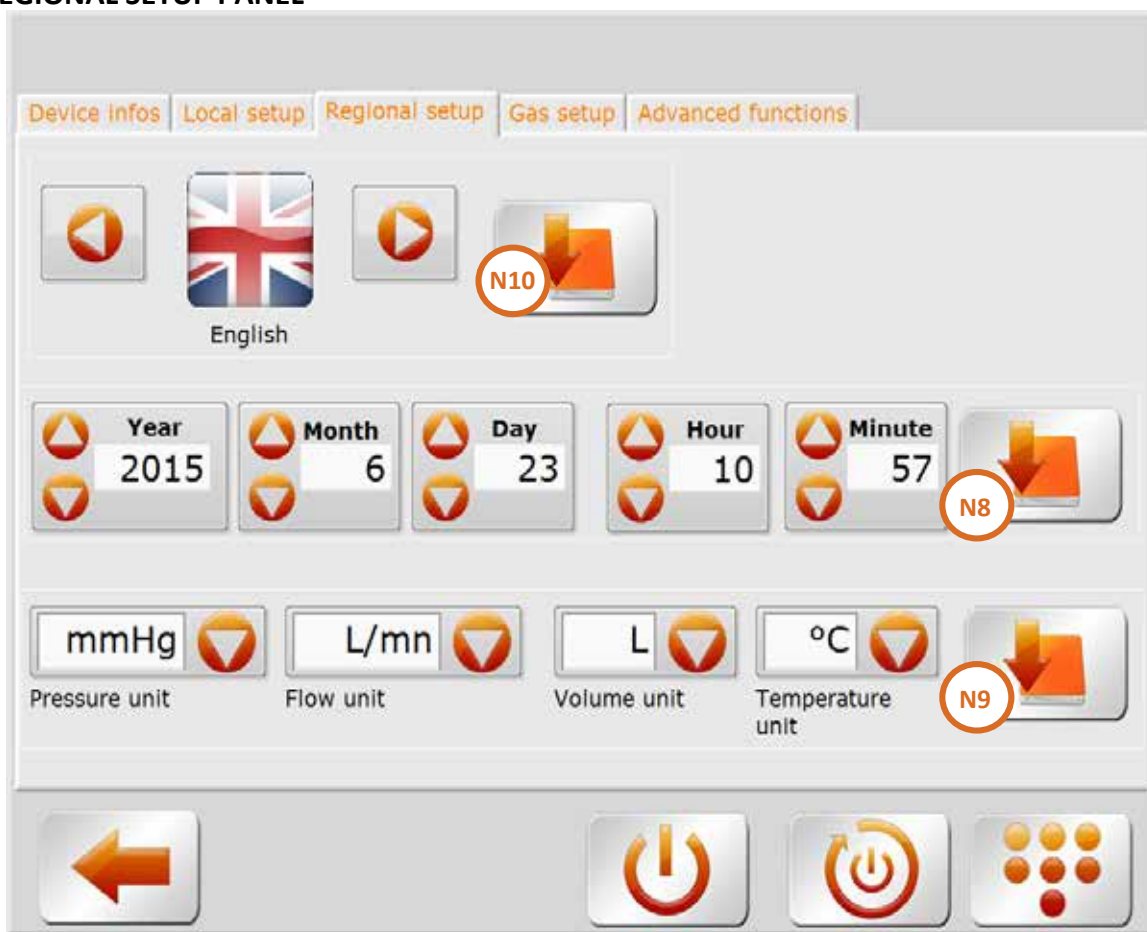 REGIONAL SETUP PANEL
Device infos Local setup Regional setup Gas setup Advanced functions
N10
English
Year Month Day Hour Minute
2015 6 23 10 57
N8
mmHg L/mn L °C
Pressure unit Flow unit Volume unit Temperature unit
N9